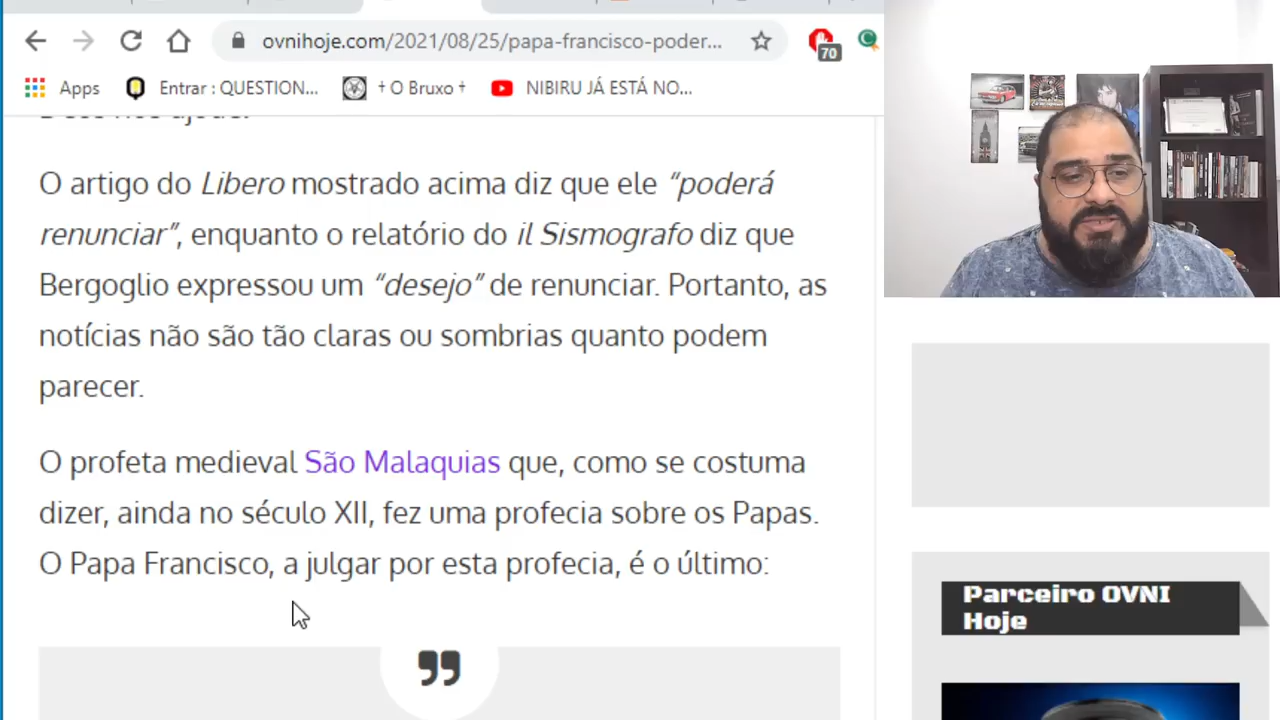 ovnihoje.com/2021/08/25/papa-francisco-poder...
70
Apps
Entrar : QUESTION...
† O Bruxo †
NIBIRU JÁ ESTÁ NO...
O artigo do Libero mostrado acima diz que ele “poderá
renunciar”, enquanto o relatório do il Sismografo diz que
Bergoglio expressou um “desejo” de renunciar. Portanto, as
notícias não são tão claras ou sombrias quanto podem
parecer.
O profeta medieval São Malaquias que, como se costuma
dizer, ainda no século XII, fez uma profecia sobre os Papas.
O Papa Francisco, a julgar por esta profecia, é o último:
Parceiro OVNI
Hoje